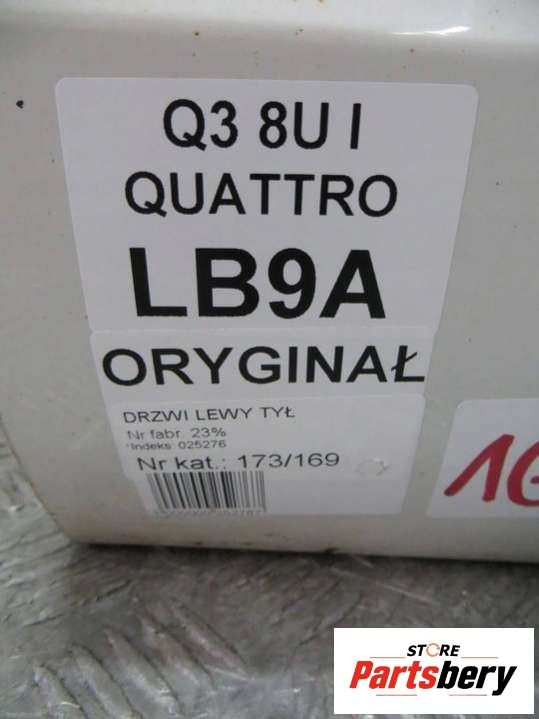 Q3 8U I
QUATTRO
LB9A
ORYGINAŁ
DRZWI LEWY TYŁ
Nr fabr. 23%
Indeks: 025276
Nr kat.: 173/169
16
STORE
Partsbery